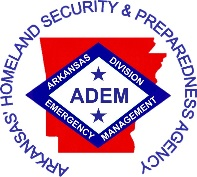 ARKANSAS' HOMELAND SECURITY & PREPAREDNESS AGENCY
ARKANSAS DIVISION
ADEM
EMERGENCY MANAGEMENT